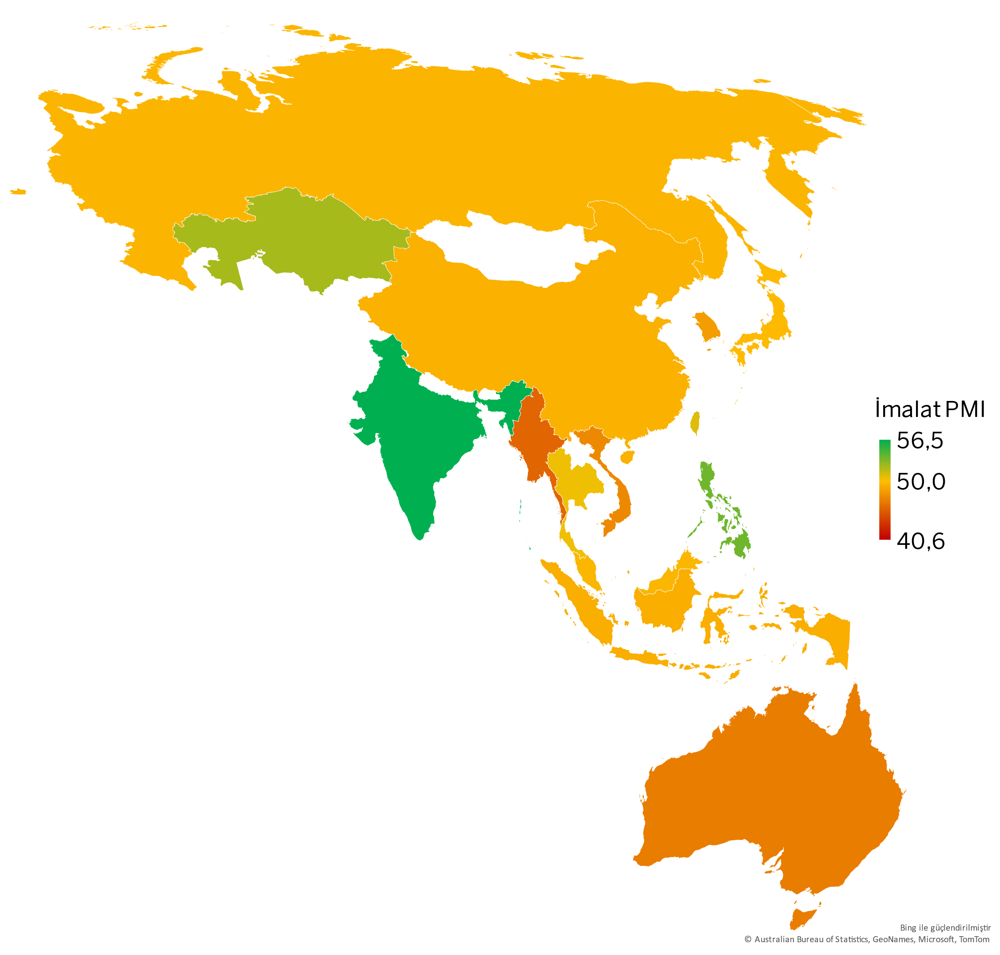 İmalat PMI
56,5
50,0
40,6
Bing ile güçlendirilmiştir
© Australian Bureau of Statistics, GeoNames, Microsoft, TomTom